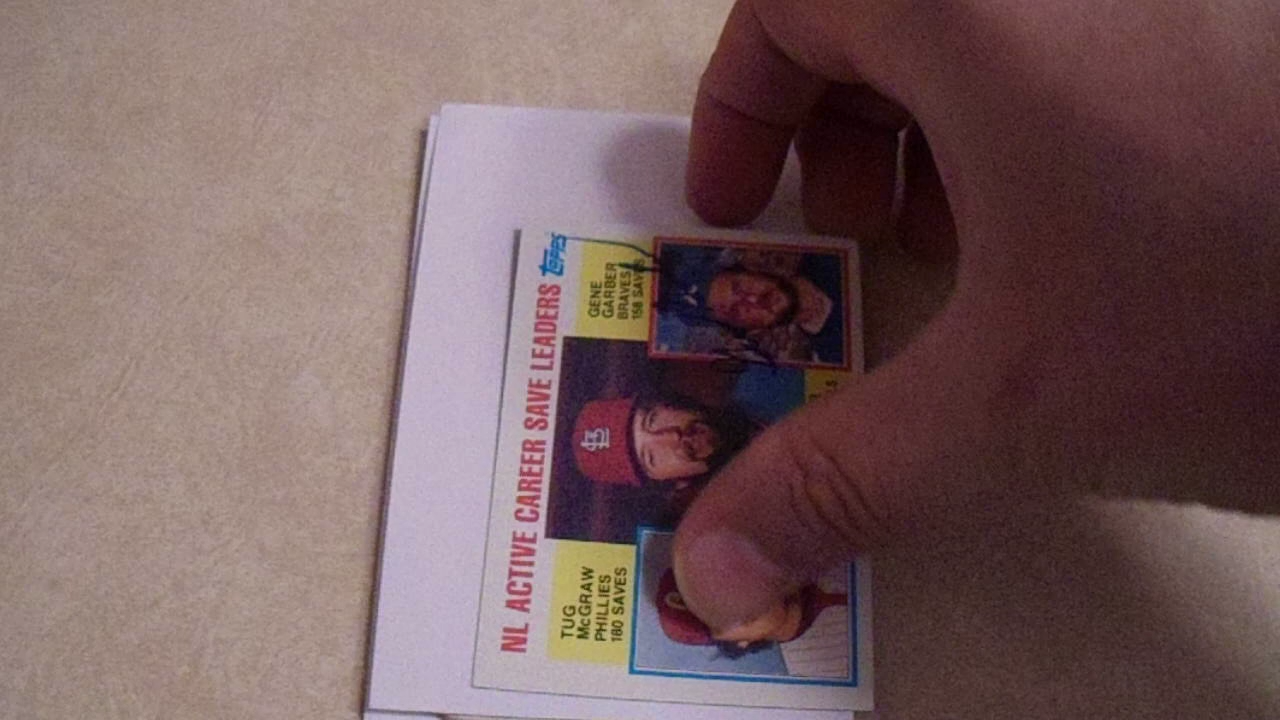 NL ACTIVE CAREER SAVE LEADERS
Topps
TUG
McGRAW
PHILLIES
180 SAVES
GENE
GARBER
BRAVES
158 SAVES